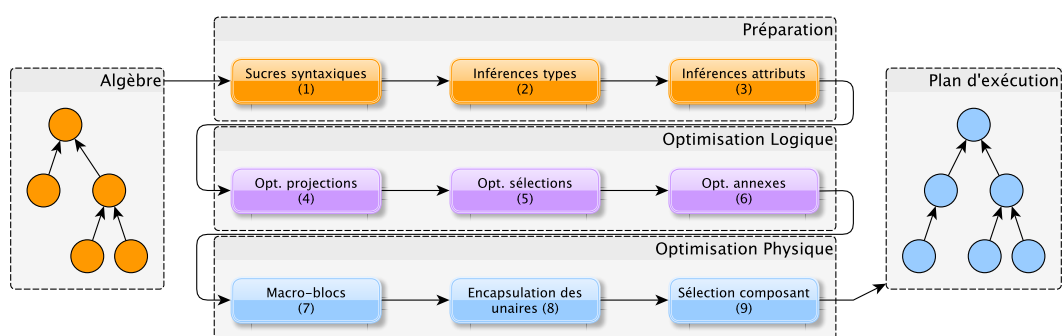 Préparation
Algèbre
Sucres syntaxiques
(1)
Inférences types
(2)
Inférences attributs
(3)
Plan d'exécution
Optimisation Logique
Opt. projections
(4)
Opt. sélections
(5)
Opt. annexes
(6)
Optimisation Physique
Macro-blocs
(7)
Encapsulation des
unaires (8)
Sélection composant
(9)